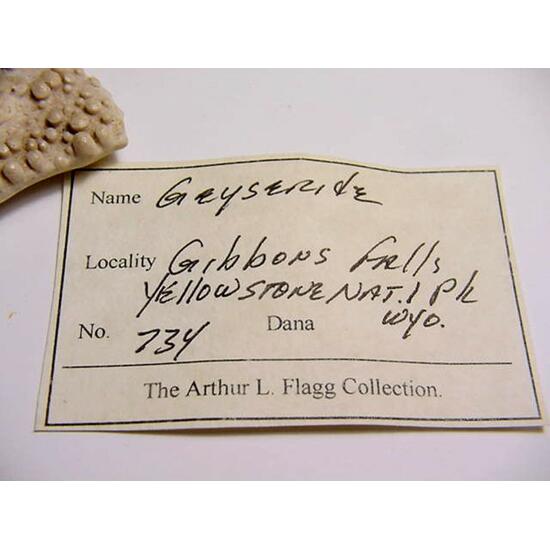 Name Geyserite
Locality Gibbons Falls
Yellowstone Nat. l Pk
Wyo.
No. 734 Dana
The Arthur L. Flagg Collection.